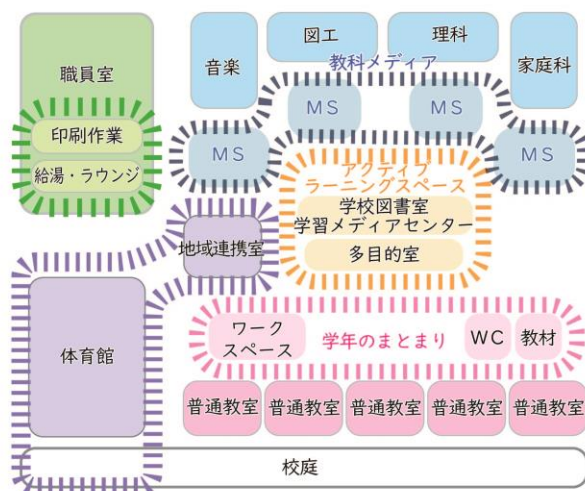 職員室
印刷作業
給湯・ラウンジ
音楽
図工
理科
家庭科
教科メディア
MS
MS
MS
MS
アクティブ
ラーニングスペース
学校図書室
学習メディアセンター
多目的室
地域連携室
体育館
ワーク
スペース
学年のまとまり
WC
教材
普通教室
普通教室
普通教室
普通教室
普通教室
校庭